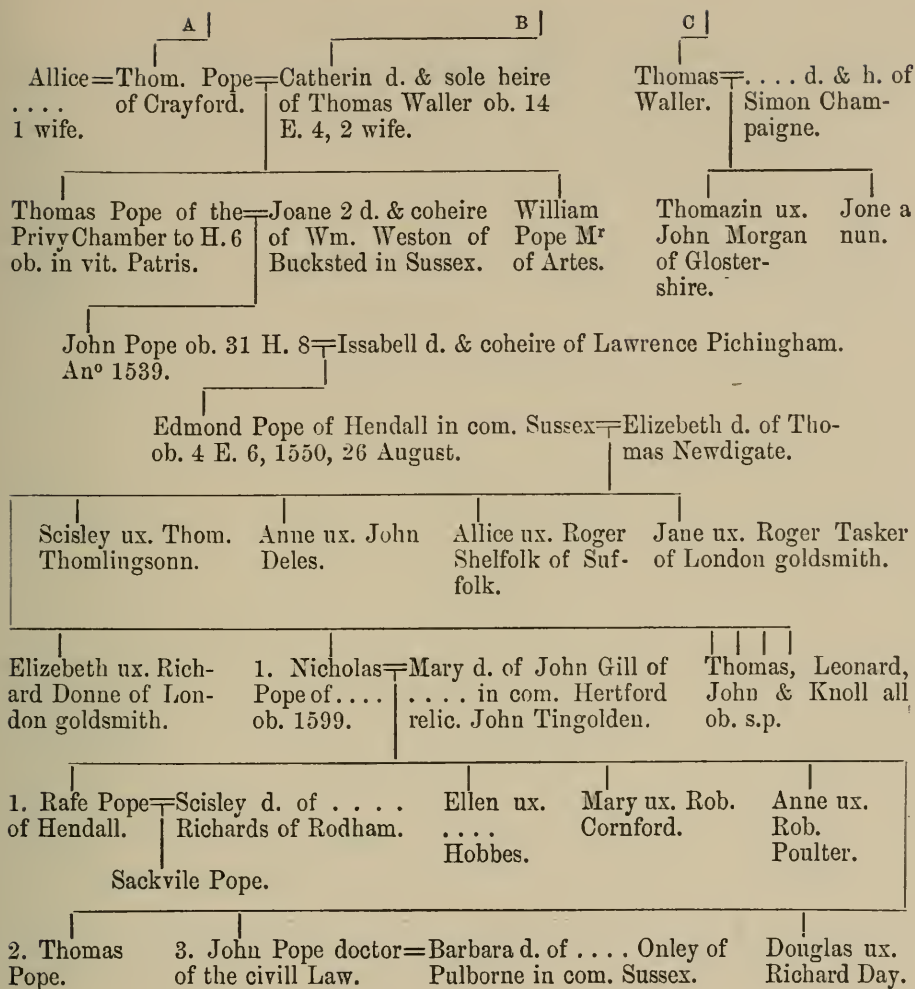 A B C
Allice=Thom. Pope=Catherin d. & sole heire
.... of Crayford. of Thomas Waller ob. 14
1 wife. E. 4, 2 wife.
Thomas=.... d. & h. of
Waller. Simon Cham-
paigne.
Thomas Pope of the=Joane 2 d. & coheire
Privy Chamber to H. 6 of Wm. Weston of
ob. in vit. Patris. Bucksted in Sussex.
William
Pope Mr
of Artes.
Thomazin ux.
John Morgan
of Gloster-
shire.
Jone a
nun.
John Pope ob. 31 H. 8=Issabell d. & coheire of Lawrence Pichingham.
Ano 1539.
Edmond Pope of Hendall in com. Sussex=Elizebeth d. of Tho-
ob. 4 E. 6, 1550, 26 August. mas Newdigate.
Scisley ux. Thom.
Thomlingsonn.
Anne ux. John
Deles.
Allice ux. Roger
Shelfolk of Suf-
folk.
Jane ux. Roger Tasker
of London goldsmith.
Elizebeth ux. Rich-
ard Donne of Lon-
don goldsmith.
1. Nicholas=Mary d. of John Gill of
Pope of.... .... in com. Hertford
ob. 1599. relic. John Tingolden.
Thomas, Leonard,
John & Knoll all
ob. s.p.
1. Rafe Pope=Scisley d. of ....
of Hendall. Richards of Rodham.
Ellen ux.
....
Hobbes.
Mary ux. Rob.
Cornford.
Anne ux.
Rob.
Poulter.
Sackvile Pope.
2. Thomas
Pope.
3. John Pope doctor=Barbara d. of .... Onley of
of the civill Law. Pulborne in com. Sussex.
Douglas ux.
Richard Day.